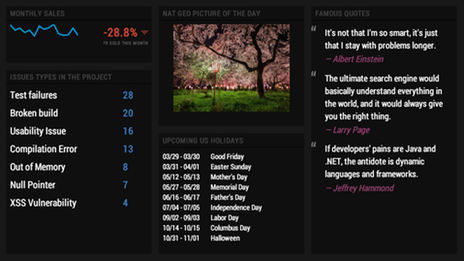 MONTHLY SALES
-28.8%
70 SOLD THIS MONTH
ISSUES TYPES IN THE PROJECT
Test failures 28
Broken build 20
Usability Issue 16
Compilation Error 13
Out of Memory 8
Null Pointer 7
XSS Vulnerability 4
NAT GEO PICTURE OF THE DAY
UPCOMING US HOLIDAYS
03/29 - 03/30 Good Friday
03/31 - 04/01 Easter Sunday
05/12 - 05/13 Mother's Day
05/27 - 05/28 Memorial Day
06/16 - 06/17 Father's Day
07/04 - 07/05 Independence Day
09/02 - 09/03 Labor Day
10/14 - 10/15 Columbus Day
10/31 - 11/01 Halloween
FAMOUS QUOTES
“ It's not that I'm so smart, it's just
that I stay with problems longer.
— Albert Einstein
“ The ultimate search engine would
basically understand everything in
the world, and it would always give
you the right thing.
— Larry Page
“ If developers' pains are Java and
.NET, the antidote is dynamic
languages and frameworks.
— Jeffrey Hammond